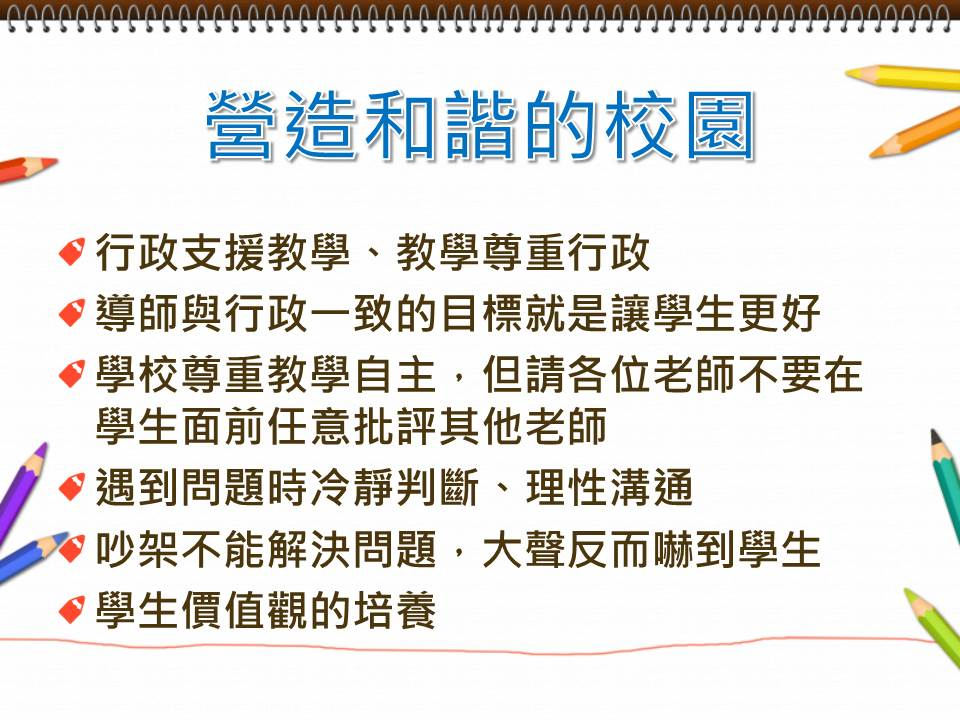 營造和諧的校園
行政支援教學、教學尊重行政
導師與行政一致的目標就是讓學生更好
學校尊重教學自主，但請各位老師不要在
學生面前任意批評其他老師
遇到問題時冷靜判斷、理性溝通
吵架不能解決問題，大聲反而嚇到學生
學生價值觀的培養